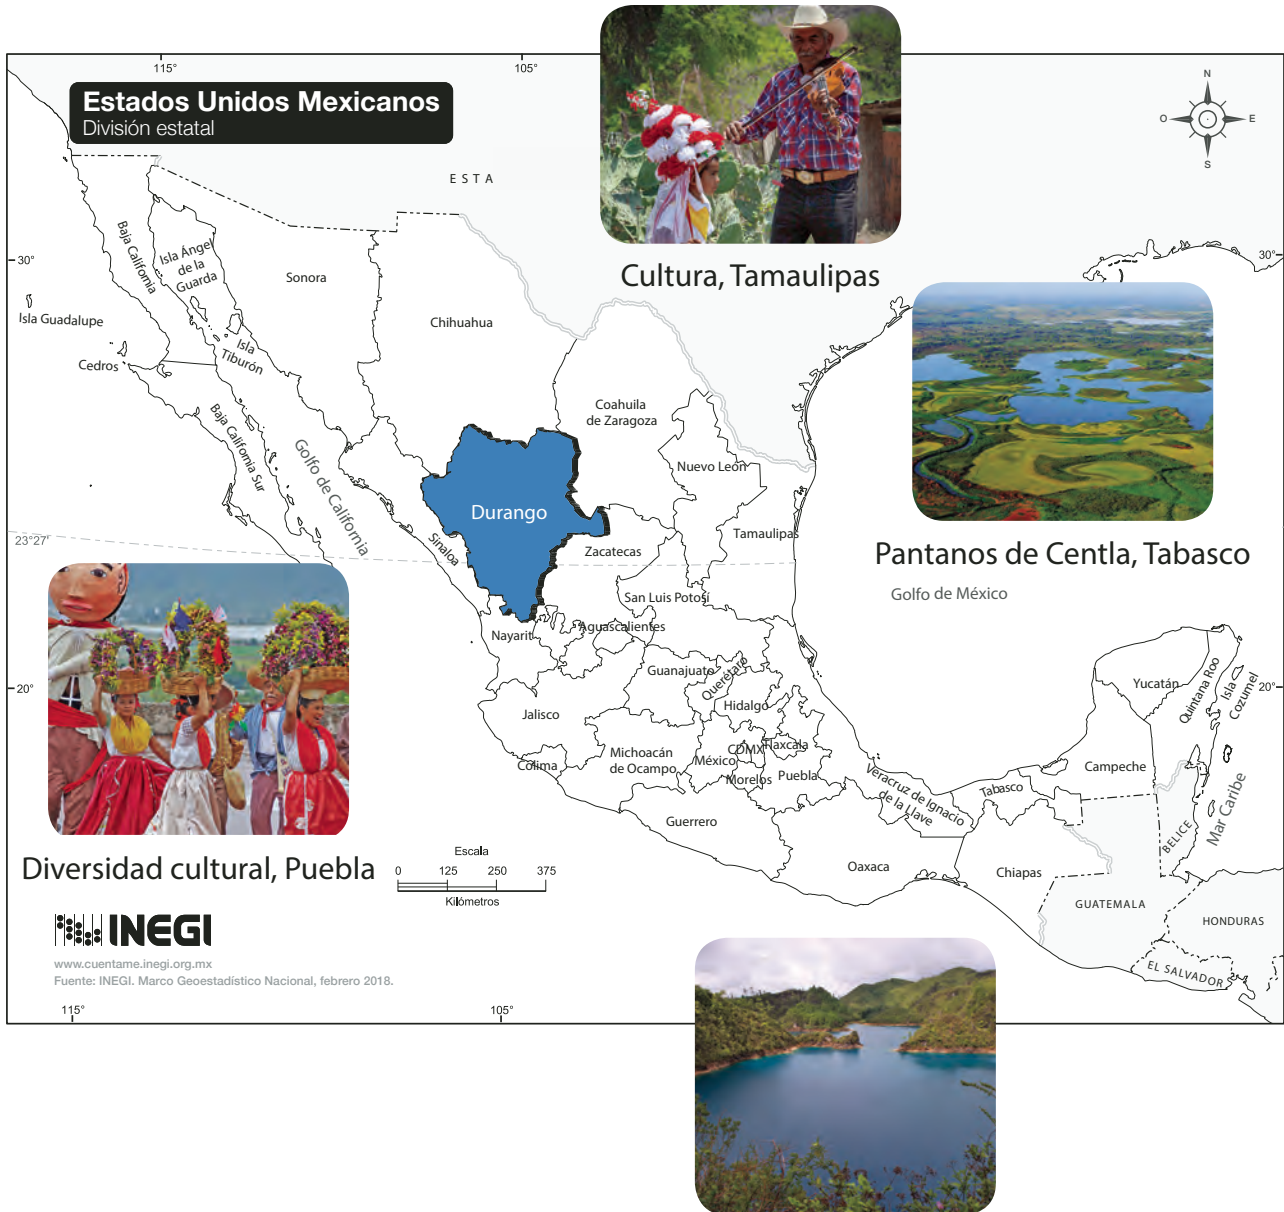 115°
105°
Estados Unidos Mexicanos
División estatal
N
O
E
S
ESTA
Cultura, Tamaulipas
30°
30°
Baja California
Isla Ángel
de la
Guarda
Sonora
Chihuahua
Isla Guadalupe
Cedros
Isla
Tiburón
Baja California Sur
Golfo de California
Coahuila
de Zaragoza
Nuevo León
Durango
Tamaulipas
Sinaloa
Zacatecas
23°27'
Pantanos de Centla, Tabasco
Golfo de México
San Luis Potosí
Nayarit
Aguascalientes
Guanajuato
Querétaro
Hidalgo
20°
20°
Jalisco
Colima
Michoacán
de Ocampo
México
CDMX
Tlaxcala
Morelos
Puebla
Veracruz de Ignacio
de la Llave
Tabasco
Campeche
Yucatán
Quintana Roo
Isla
Cozumel
Mar Caribe
BELICE
Guerrero
Oaxaca
Chiapas
GUATEMALA
HONDURAS
EL SALVADOR
Diversidad cultural, Puebla
Escala
0 125 250 375
Kilómetros
INEGI
www.cuentame.inegi.org.mx
Fuente: INEGI. Marco Geoestadístico Nacional, febrero 2018.
115°
105°